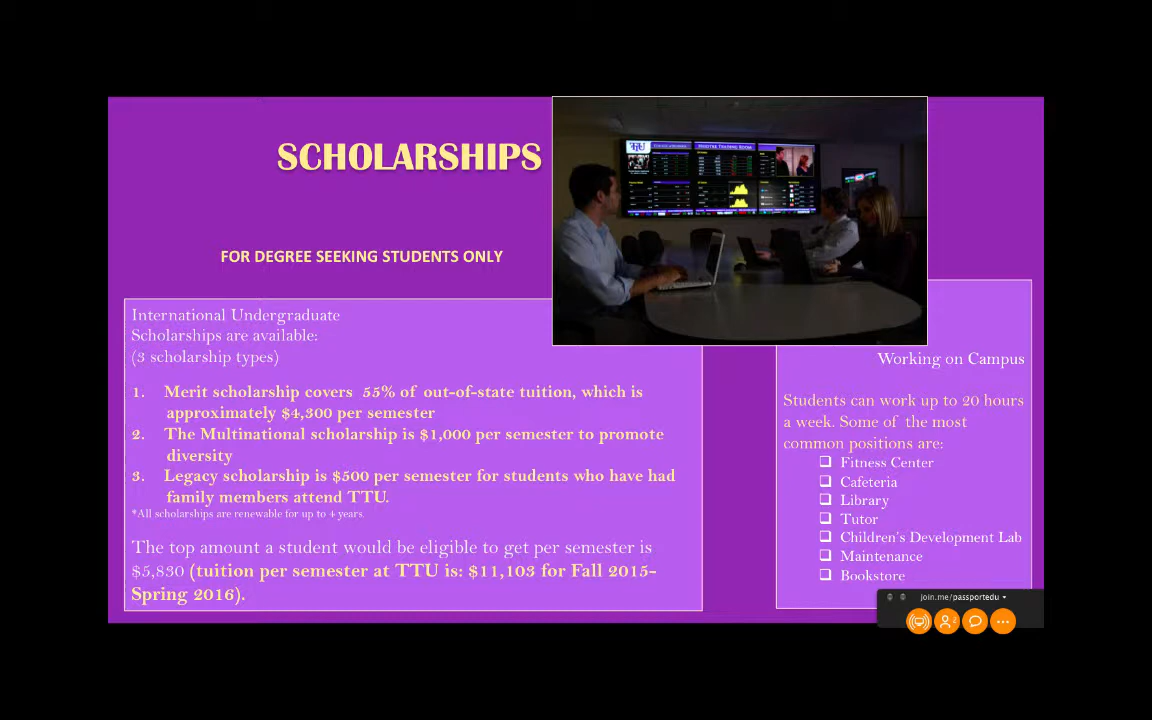 SCHOLARSHIPS
FOR DEGREE SEEKING STUDENTS ONLY
International Undergraduate
Scholarships are available:
(3 scholarship types)
1. Merit scholarship covers 55% of out-of-state tuition, which is
approximately $4,300 per semester
2. The Multinational scholarship is $1,000 per semester to promote
diversity
3. Legacy scholarship is $500 per semester for students who have had
family members attend TTU.
*All scholarships are renewable for up to 4 years.
The top amount a student would be eligible to get per semester is
$5,830 (tuition per semester at TTU is: $11,103 for Fall 2015-
Spring 2016).
TTU
Working on Campus
Students can work up to 20 hours
a week. Some of the most
common positions are:
Fitness Center
Cafeteria
Library
Tutor
Children's Development Lab
Maintenance
Bookstore
join.me/passportedu
2